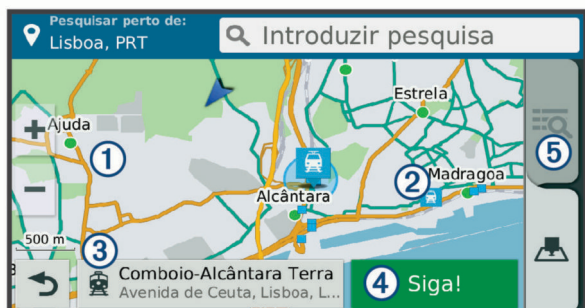 Pesquisar perto de:
Lisboa, PRT
Introduzir pesquisa
Estrela
Ajuda
1
5
2
Madragoa
Alcântara
500 m
3
Comboio-Alcântara Terra
Avenida de Ceuta, Lisboa, L...
4
Siga!